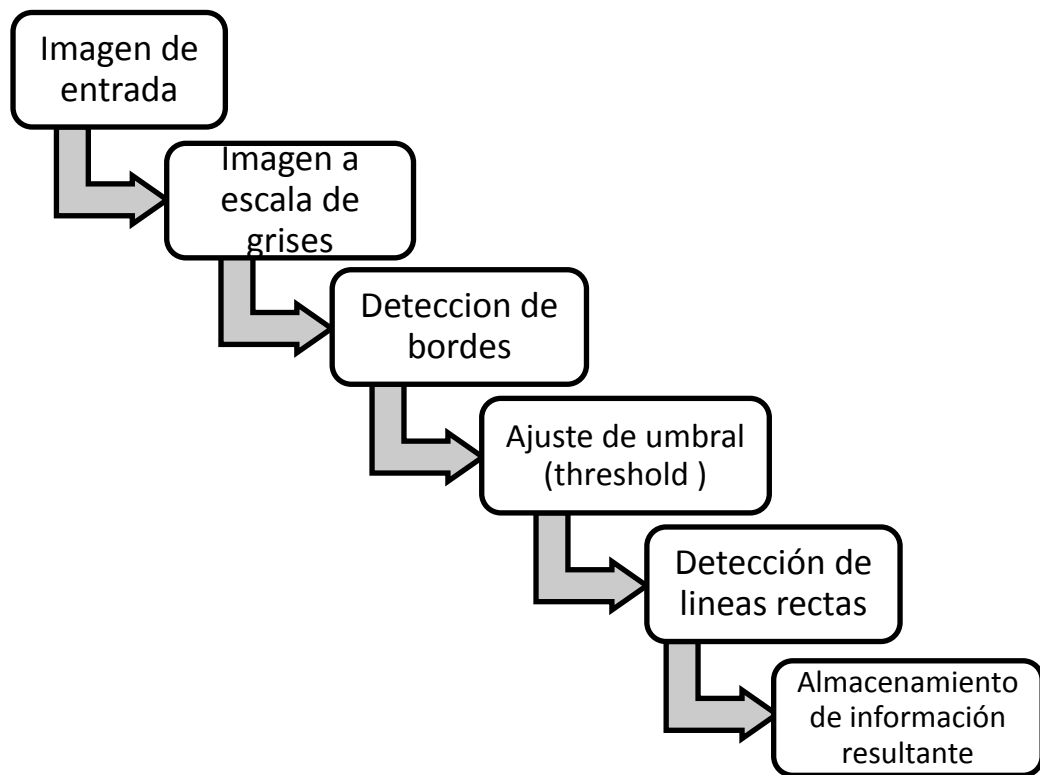 Imagen de
entrada
Imagen a
escala de
grises
Deteccion de
bordes
Ajuste de umbral
(threshold )
Detección de
lineas rectas
Almacenamiento
de información
resultante